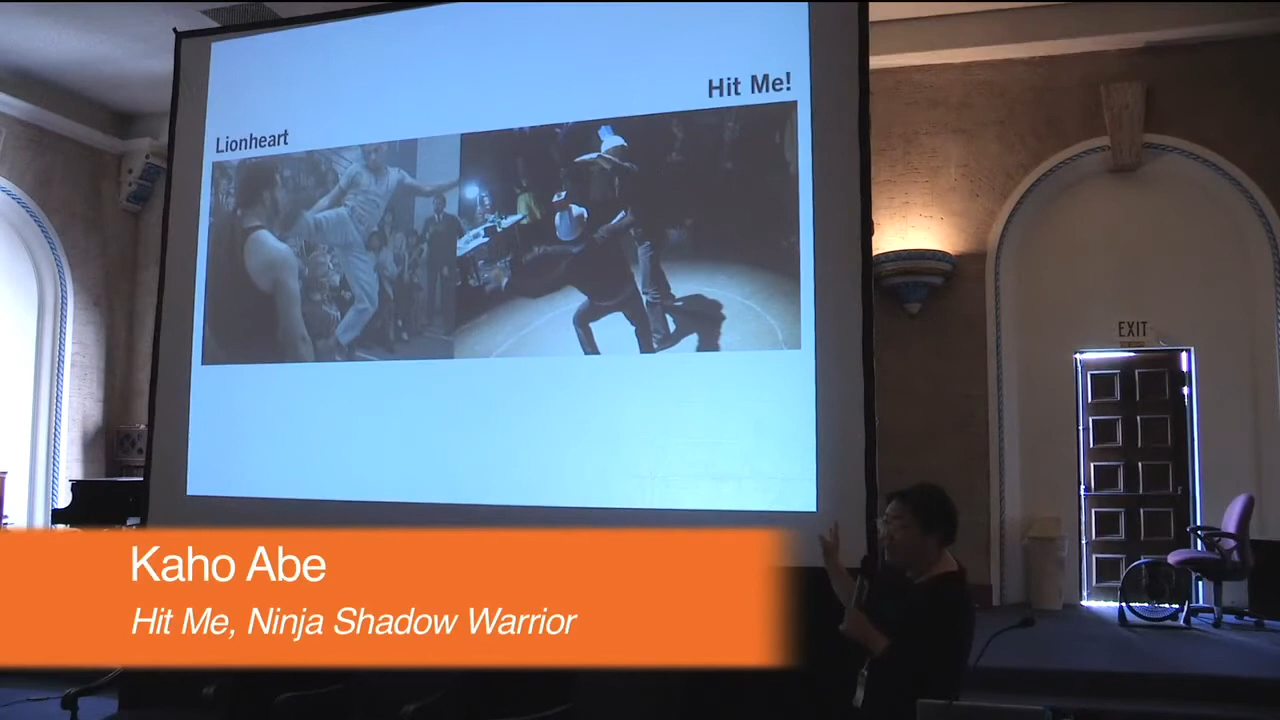 Hit Me!
Lionheart
EXIT
Kaho Abe
Hit Me, Ninja Shadow Warrior